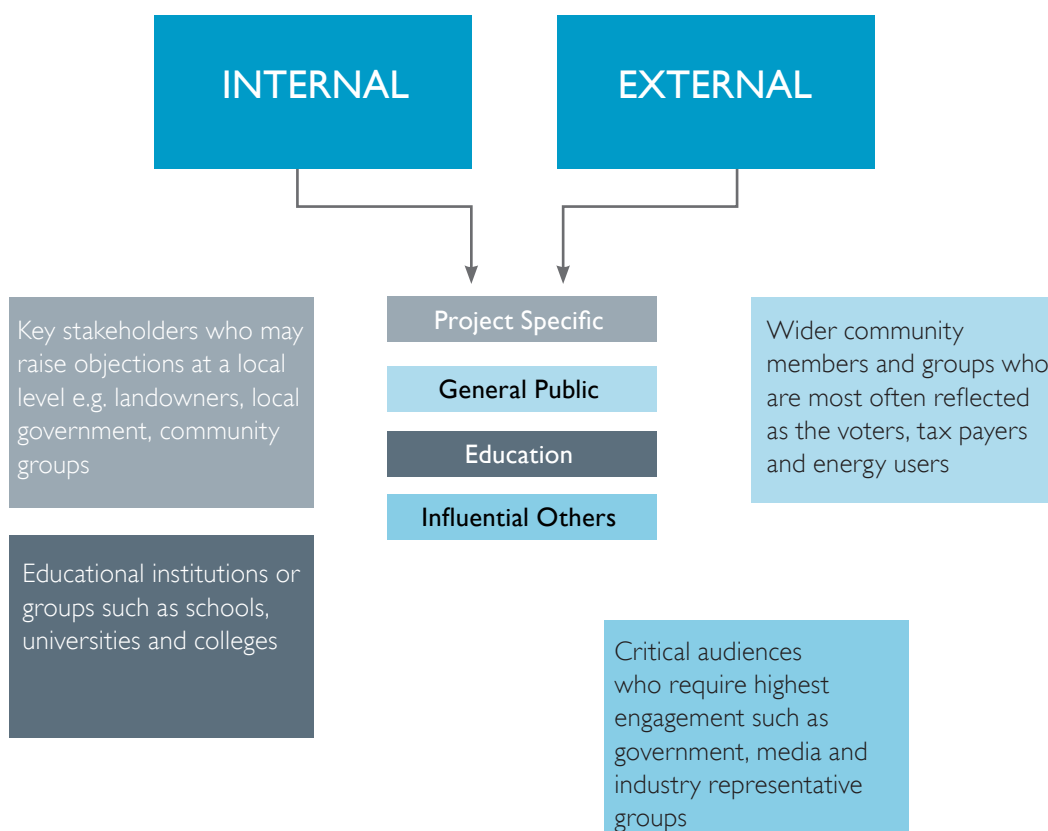 INTERNAL
EXTERNAL
Key stakeholders who may
raise objections at a local
level e.g. landowners, local
government, community
groups
Project Specific
General Public
Education
Influential Others
Wider community
members and groups who
are most often reflected
as the voters, tax payers
and energy users
Educational institutions or
groups such as schools,
universities and colleges
Critical audiences
who require highest
engagement such as
government, media and
industry representative
groups